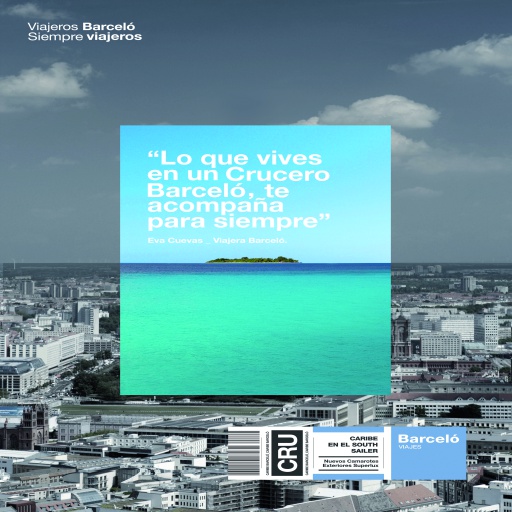 Viajeros Barceló
Siempre viajeros
“Lo que vives
en un Crucero
Barceló, te
acompaña
para siempre”
Eva Cuevas _ Viajera Barceló.
CRU
CARIBE
EN EL SOUTH
SAILER
Nuevos Camarotes
Exteriores Superlux
Barceló
VIAJES